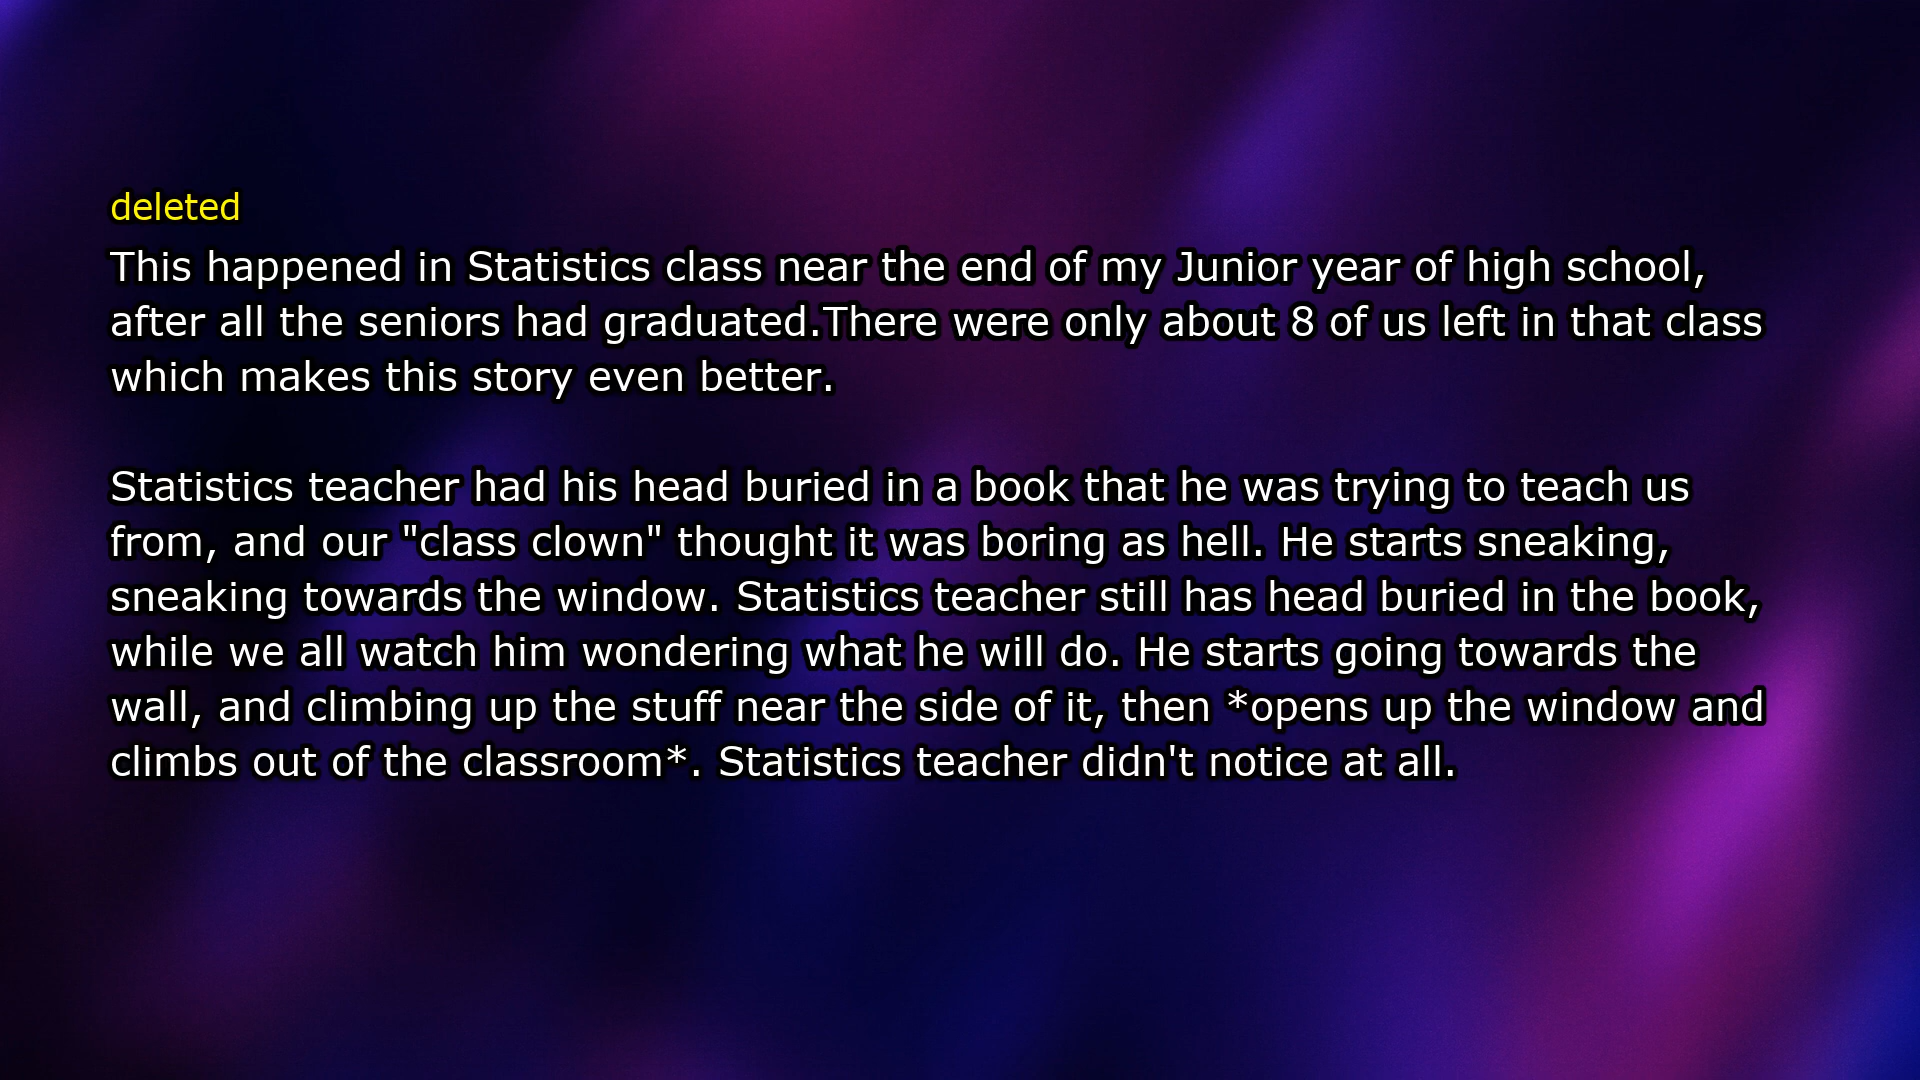 deleted
This happened in Statistics class near the end of my Junior year of high school,
after all the seniors had graduated.There were only about 8 of us left in that class
which makes this story even better.
Statistics teacher had his head buried in a book that he was trying to teach us
from, and our "class clown" thought it was boring as hell. He starts sneaking,
sneaking towards the window. Statistics teacher still has head buried in the book,
while we all watch him wondering what he will do. He starts going towards the
wall, and climbing up the stuff near the side of it, then *opens up the window and
climbs out of the classroom*. Statistics teacher didn't notice at all.